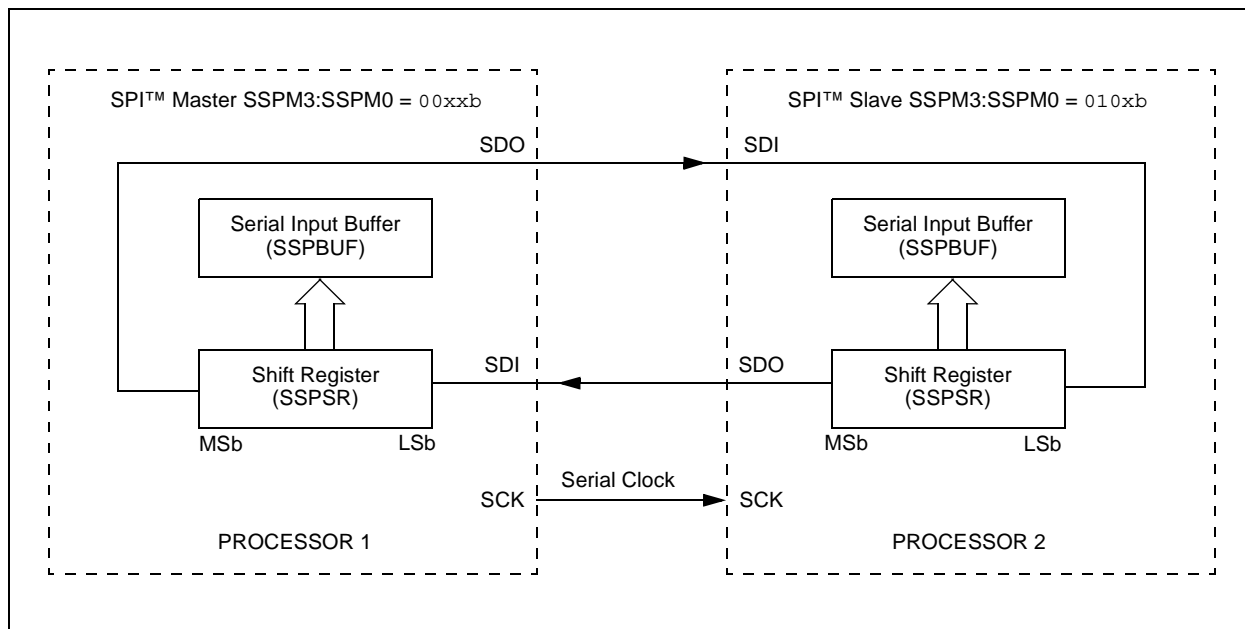 SPI™ Master SSPM3:SSPM0 = 00xxb
SDO
Serial Input Buffer
(SSPBUF)
Shift Register
(SSPSR)
MSb
LSb
SDI
SCK
PROCESSOR 1
Serial Clock
SPI™ Slave SSPM3:SSPM0 = 010xb
SDI
Serial Input Buffer
(SSPBUF)
SDO
Shift Register
(SSPSR)
MSb
LSb
SCK
PROCESSOR 2